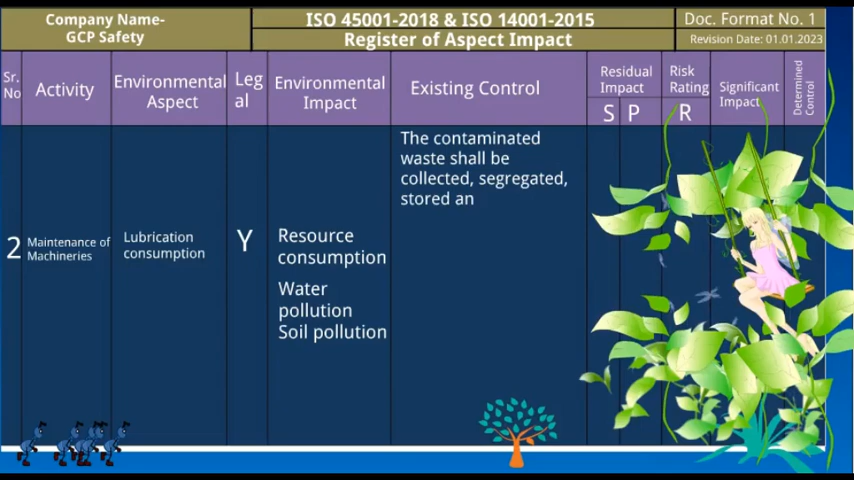 Company Name-
GCP Safety
ISO 45001-2018 & ISO 14001-2015
Register of Aspect Impact
Doc. Format No. 1
Revision Date: 01.01.2023
Sr.
No
Activity
Environmental
Aspect
Leg
al
Environmental
Impact
Existing Control
Residual
Impact
S P
Risk
Rating
R
Significant
Impact
Determined
Control
2
Maintenance of
Machineries
Lubrication
consumption
Y
Resource
consumption
Water
pollution
Soil pollution
The contaminated
waste shall be
collected, segregated,
stored an